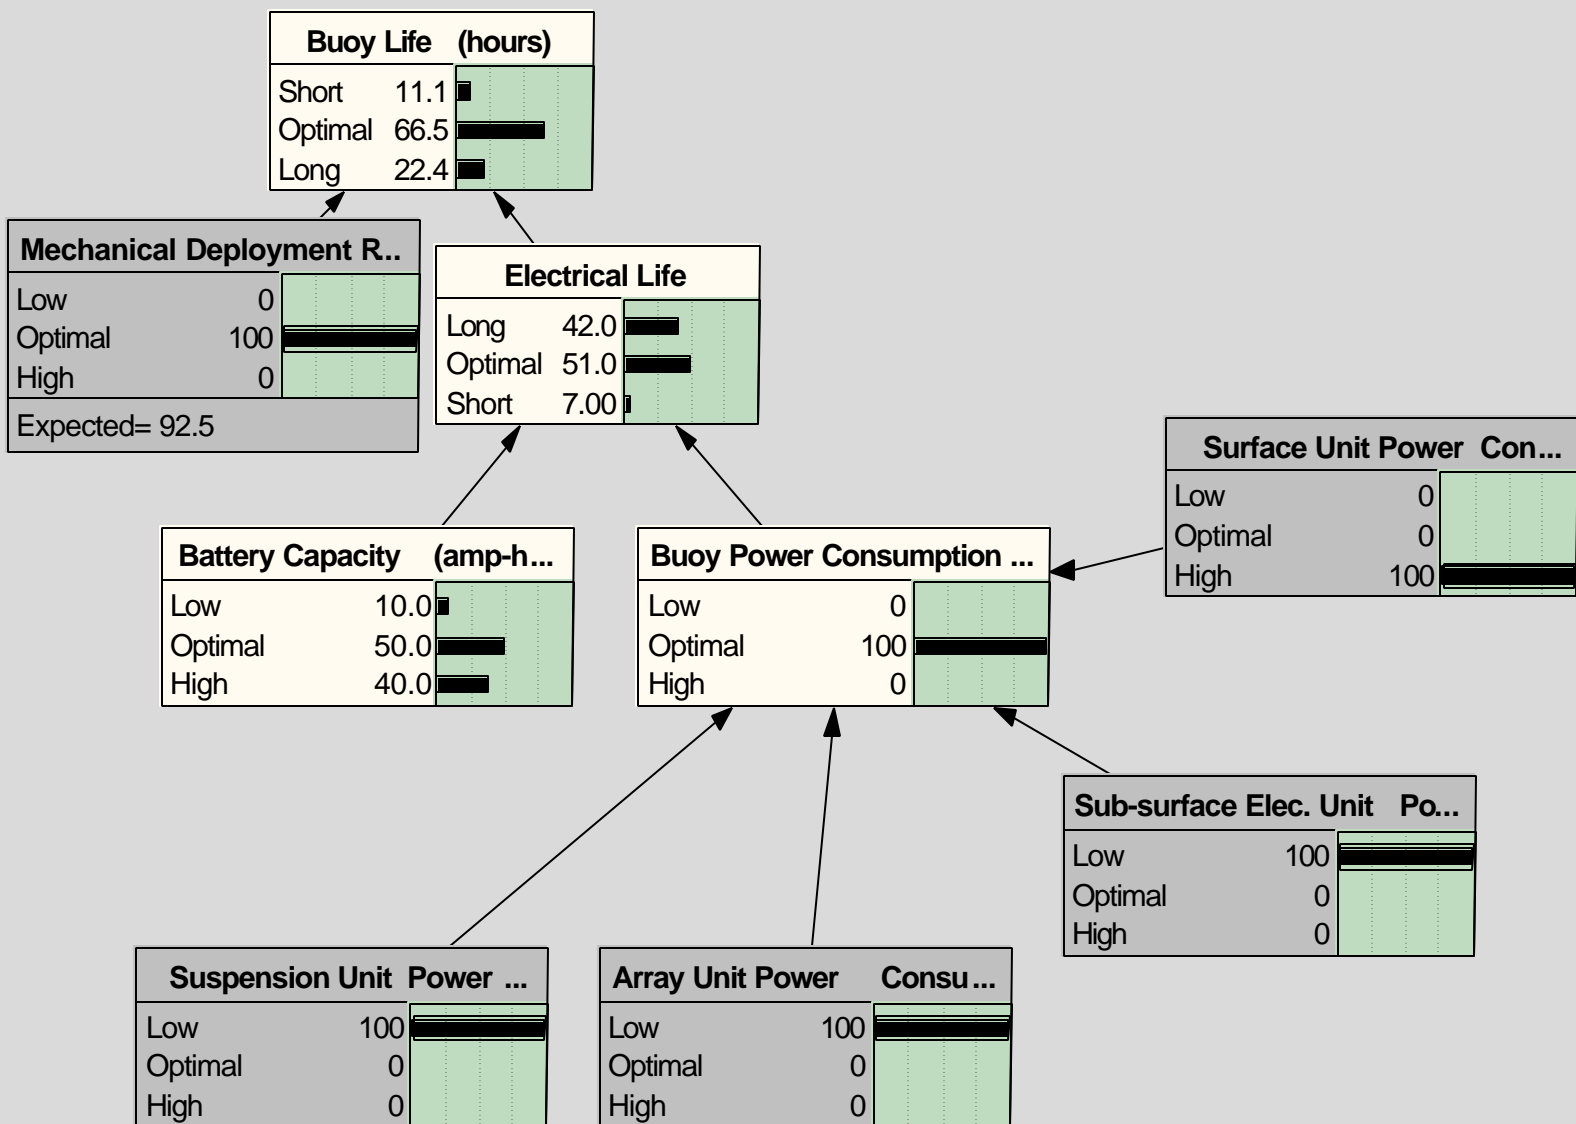 Buoy Life (hours)
Short 11.1
Optimal 66.5
Long 22.4
Mechanical Deployment R...
Low 0
Optimal 100
High 0
Expected= 92.5
Electrical Life
Long 42.0
Optimal 51.0
Short 7.00
Surface Unit Power Con...
Low 0
Optimal 0
High 100
Battery Capacity (amp-h...
Low 10.0
Optimal 50.0
High 40.0
Buoy Power Consumption ...
Low 0
Optimal 100
High 0
Sub-surface Elec. Unit Po...
Low 100
Optimal 0
High 0
Suspension Unit Power ...
Low 100
Optimal 0
High 0
Array Unit Power Consu...
Low 100
Optimal 0
High 0